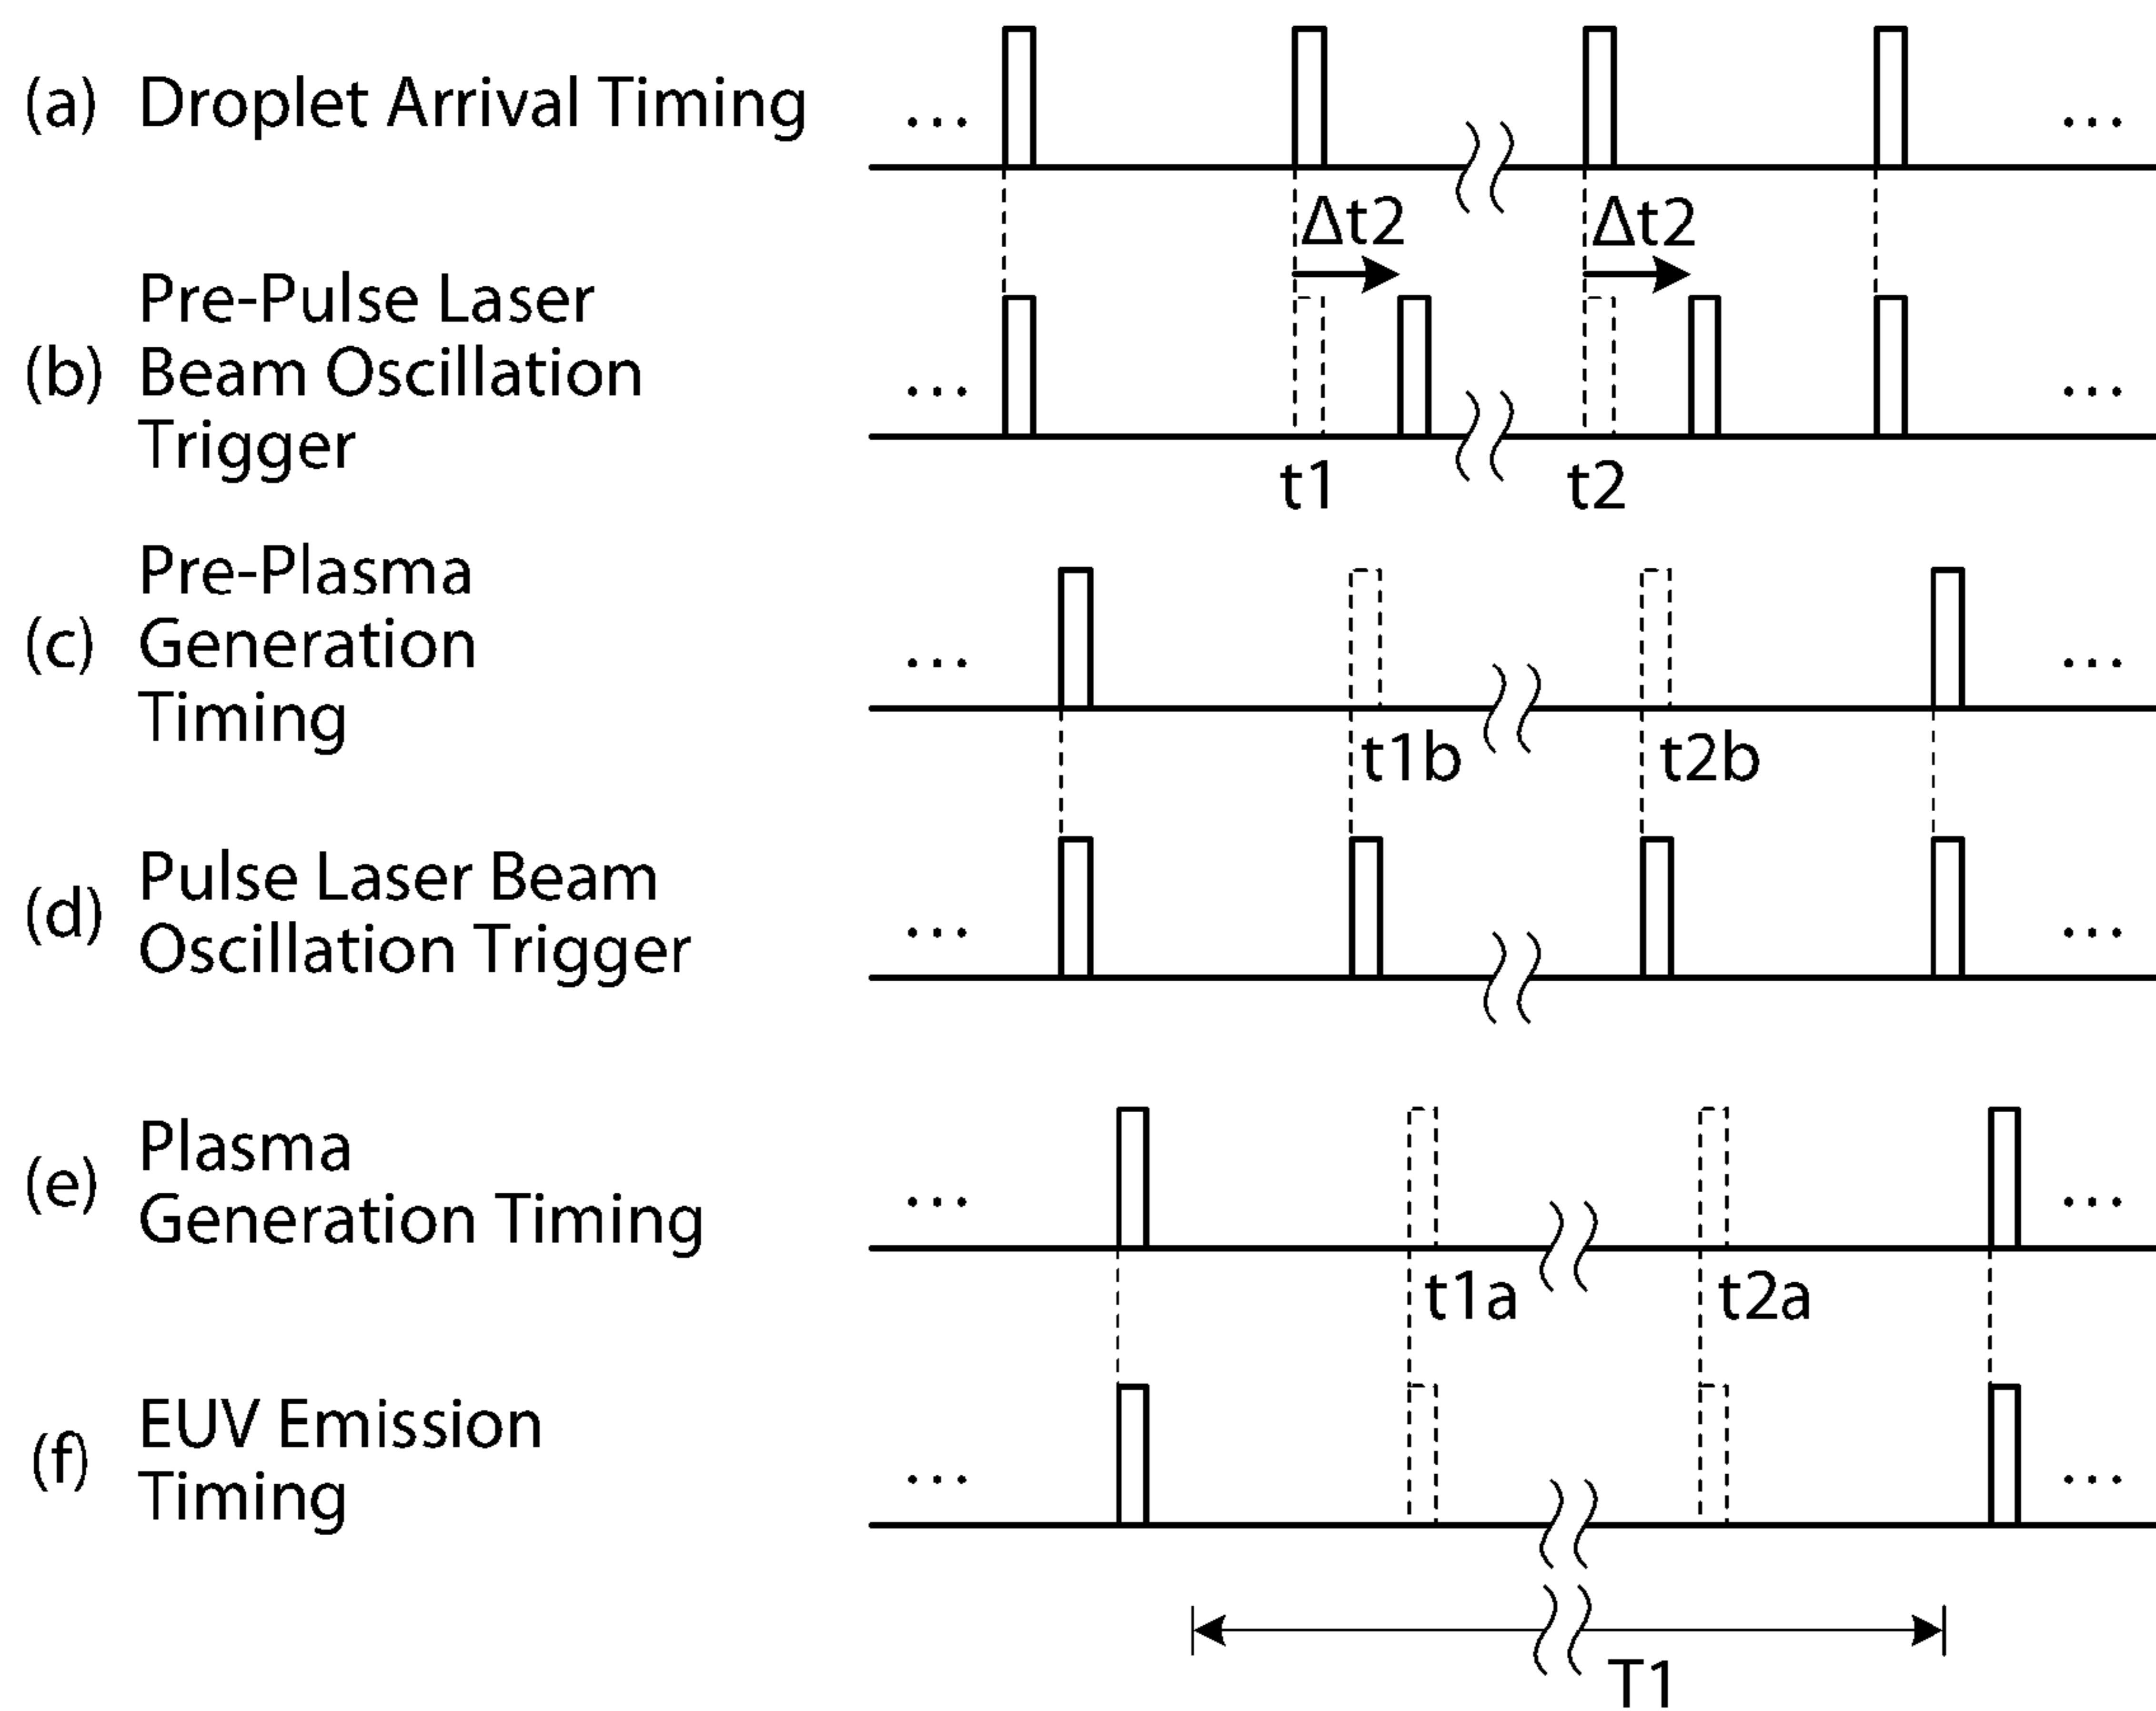 (a) Droplet Arrival Timing
...
...
Δt2
Δt2
Pre-Pulse Laser
(b) Beam Oscillation
Trigger
...
...
t1
t2
Pre-Plasma
(c) Generation
Timing
...
...
t1b
t2b
(d) Pulse Laser Beam
Oscillation Trigger
...
...
(e) Plasma
Generation Timing
...
...
t1a
t2a
(f) EUV Emission
Timing
...
...
T1